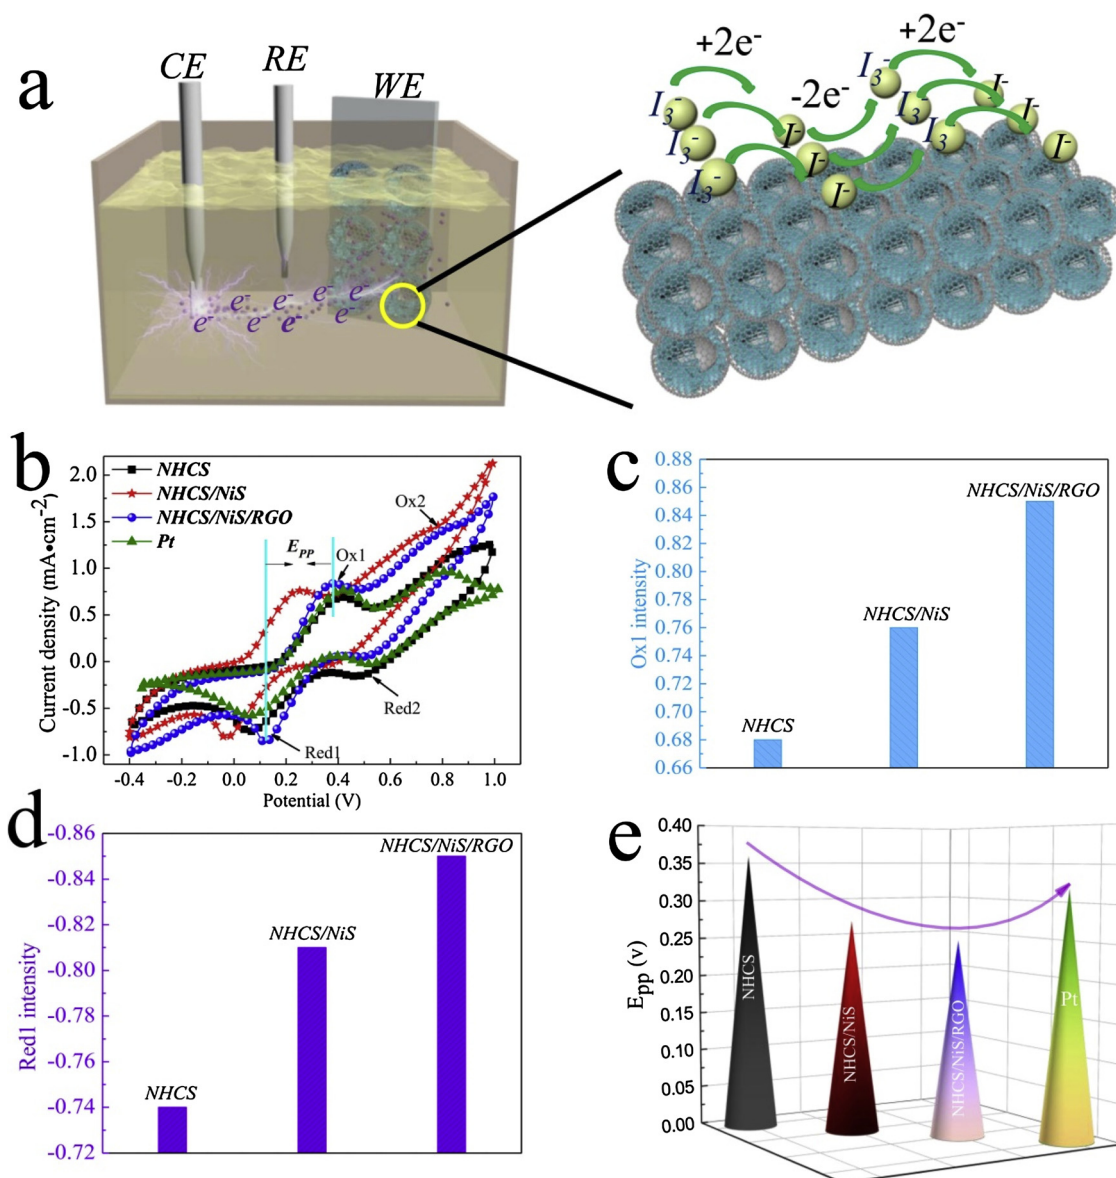 a
CE
RE
WE
e-
e-
e-
e-
e-
e-
e-
e-
+2e-
+2e-
-2e-
I3-
I3-
I3-
I3-
I3-
I3-
I-
I-
I-
I-
I-
I-
b
NHCS
NHCS/NiS
NHCS/NiS/RGO
Pt
EPP
Ox1
Ox2
Red1
Red2
2.0
1.5
1.0
0.5
0.0
-0.5
-1.0
Current density (mA•cm-2)
-0.4 -0.2 0.0 0.2 0.4 0.6 0.8 1.0
Potential (V)
c
0.88
0.86
0.84
0.82
0.80
0.78
0.76
0.74
0.72
0.70
0.68
0.66
Ox1 intensity
NHCS
NHCS/NiS
NHCS/NiS/RGO
d
-0.86
-0.84
-0.82
-0.80
-0.78
-0.76
-0.74
-0.72
Red1 intensity
NHCS
NHCS/NiS
NHCS/NiS/RGO
e
0.40
0.35
0.30
0.25
0.20
0.15
0.10
0.05
0.00
Epp (v)
NHCS
NHCS/NiS
NHCS/NiS/RGO
Pt